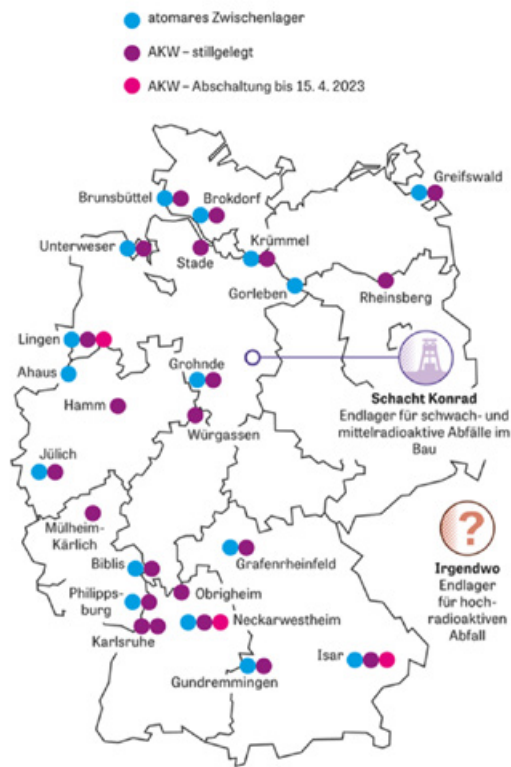 atomares Zwischenlager
AKW – stillgelegt
AKW – Abschaltung bis 15. 4. 2023
Greifswald
Brunsbüttel
Brokdorf
Unterweser
Stade
Krümmel
Gorleben
Rheinsberg
Lingen
Ahaus
Grohnde
Hamm
Würgassen
Schacht Konrad
Endlager für schwach- und
mittelradioaktive Abfälle im
Bau
Jülich
Mülheim-
Kärlich
?
Irgendwo
Endlager
für hoch-
radioaktiven
Abfall
Grafenrheinfeld
Biblis
Philipps-
burg
Obrigheim
Neckarwestheim
Karlsruhe
Isar
Gundremmingen